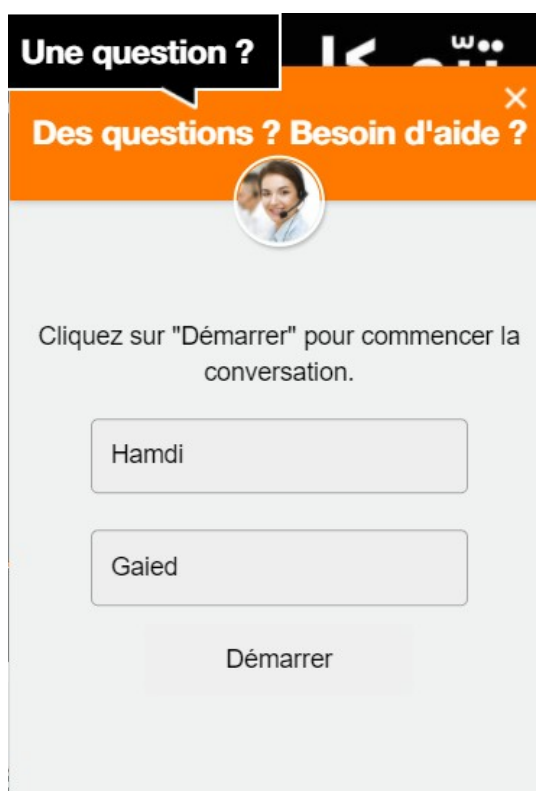 Une question ?
Des questions ? Besoin d'aide ?
Cliquez sur "Démarrer" pour commencer la
conversation.
Hamdi
Gaied
Démarrer